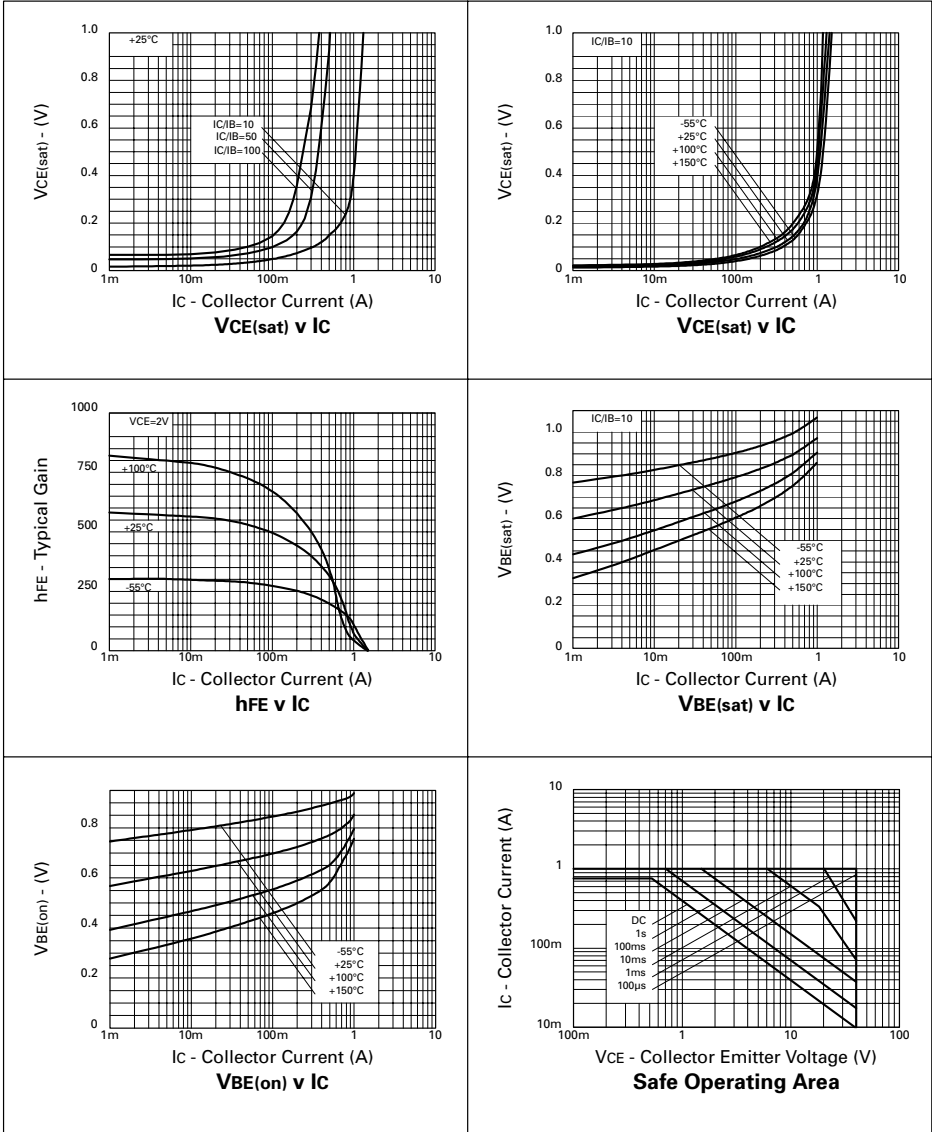 1.0
+25°C
0.8
0.6
IC/IB=10
IC/IB=50
IC/IB=100
0.4
0.2
0
1m 10m 100m 1 10
VCE(sat) - (V)
IC - Collector Current (A)
VCE(sat) v IC
1.0
IC/IB=10
0.8
0.6
-55°C
+25°C
+100°C
+150°C
0.4
0.2
0
1m 10m 100m 1 10
VCE(sat) - (V)
IC - Collector Current (A)
VCE(sat) v IC
1000
VCE=2V
750
+100°C
500
+25°C
250
-55°C
0
1m 10m 100m 1 10
hFE - Typical Gain
IC - Collector Current (A)
hFE v IC
1.0
IC/IB=10
0.8
0.6
-55°C
+25°C
+100°C
+150°C
0.4
0.2
0
1m 10m 100m 1 10
VBE(sat) - (V)
IC - Collector Current (A)
VBE(sat) v IC
0.8
0.6
0.4
-55°C
+25°C
+100°C
+150°C
0.2
0
1m 10m 100m 1 10
VBE(on) - (V)
IC - Collector Current (A)
VBE(on) v IC
10
1
DC
1s
100ms
10ms
1ms
100µs
100m
10m
100m 1 10 100
IC - Collector Current (A)
VCE - Collector Emitter Voltage (V)
Safe Operating Area